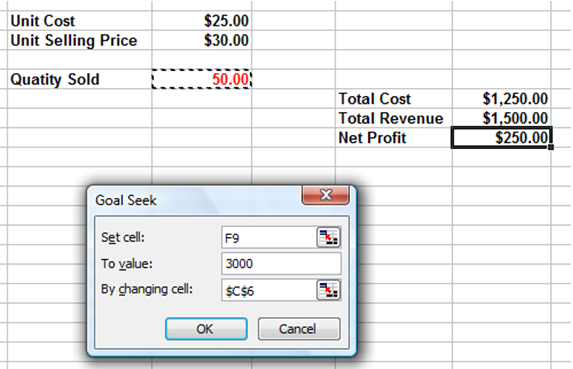 Unit Cost $25.00
Unit Selling Price $30.00
Quatity Sold 50.00
Total Cost $1,250.00
Total Revenue $1,500.00
Net Profit $250.00
Goal Seek
Set cell: F9
To value: 3000
By changing cell: $C$6
OK Cancel